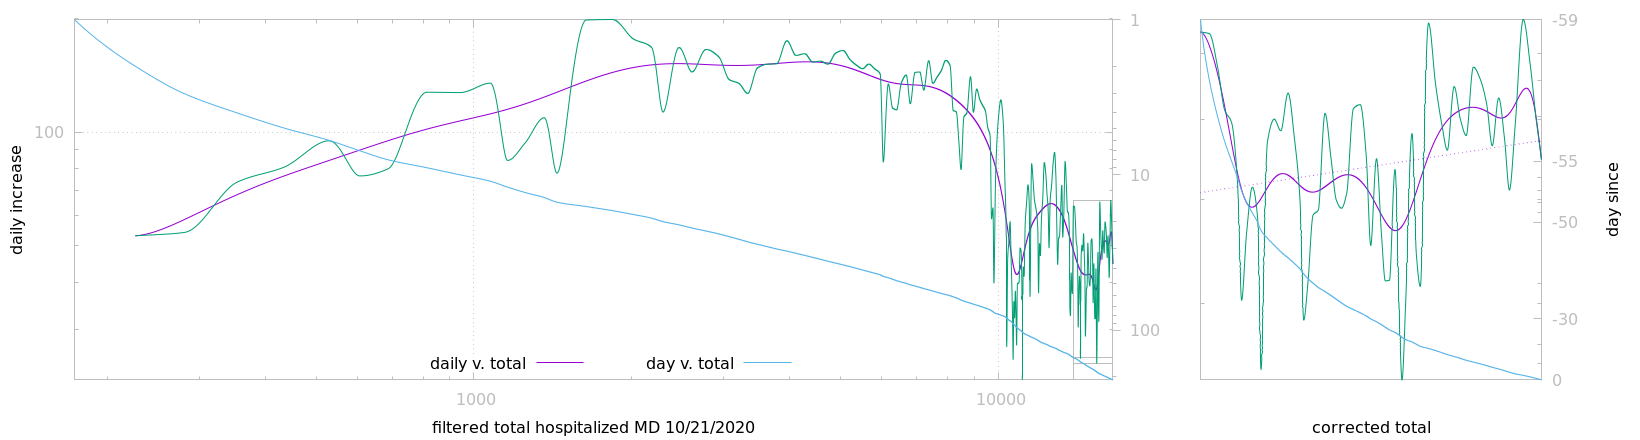 1
-59
100
daily increase
10
-55
-50
day since
-30
100
daily v. total
day v. total
0
1000
10000
filtered total hospitalized MD 10/21/2020
corrected total